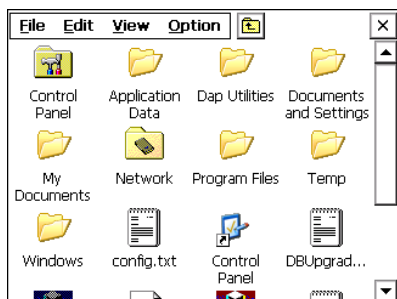 File Edit View Option
Control Panel
Application Data
Dap Utilities
Documents and Settings
My Documents
Network
Program Files
Temp
Windows
config.txt
Control Panel
DBUpgrad...